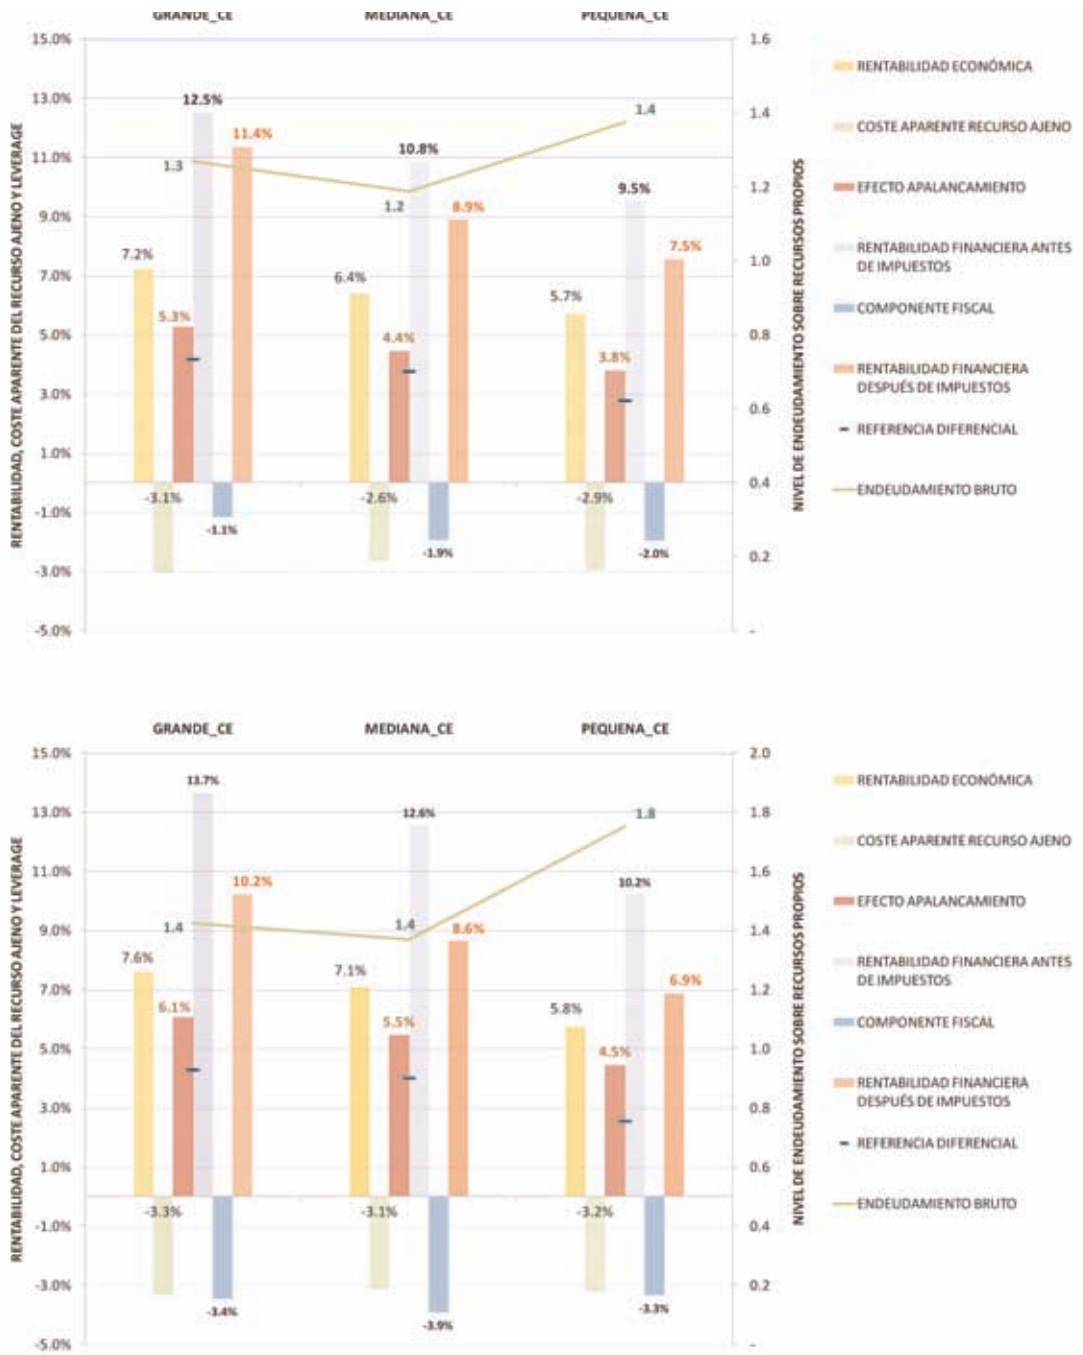 GRANDE_CE MEDIANA_CE PEQUENA_CE
15.0% 1.6
13.0% 1.4
11.0% 1.2
9.0% 1.0
7.0% 0.8
5.0% 0.6
3.0% 0.4
1.0% 0.2
-1.0% -
-3.0%
-5.0%
RENTABILIDAD, COSTE APARENTE DEL RECURSO AJENO Y LEVERAGE
NIVEL DE ENDEUDAMIENTO SOBRE RECURSOS PROPIOS
12.5%
11.4%
1.3
7.2%
5.3%
-3.1%
-1.1%
10.8%
1.2
8.9%
6.4%
4.4%
-2.6%
-1.9%
1.4
9.5%
7.5%
5.7%
3.8%
-2.9%
-2.0%
RENTABILIDAD ECONÓMICA
COSTE APARENTE RECURSO AJENO
EFECTO APALANCAMIENTO
RENTABILIDAD FINANCIERA ANTES
DE IMPUESTOS
COMPONENTE FISCAL
RENTABILIDAD FINANCIERA
DESPUÉS DE IMPUESTOS
REFERENCIA DIFERENCIAL
ENDEUDAMIENTO BRUTO
GRANDE_CE MEDIANA_CE PEQUENA_CE
15.0% 2.0
13.0% 1.8
11.0% 1.6
9.0% 1.4
7.0% 1.2
5.0% 1.0
3.0% 0.8
1.0% 0.6
-1.0% 0.4
-3.0% 0.2
-5.0% -
RENTABILIDAD, COSTE APARENTE DEL RECURSO AJENO Y LEVERAGE
NIVEL DE ENDEUDAMIENTO SOBRE RECURSOS PROPIOS
13.7%
10.2%
1.4
7.6%
6.1%
-3.3%
-3.4%
12.6%
1.4
8.6%
7.1%
5.5%
-3.1%
-3.9%
1.8
10.2%
6.9%
5.8%
4.5%
-3.2%
-3.3%
RENTABILIDAD ECONÓMICA
COSTE APARENTE RECURSO AJENO
EFECTO APALANCAMIENTO
RENTABILIDAD FINANCIERA ANTES
DE IMPUESTOS
COMPONENTE FISCAL
RENTABILIDAD FINANCIERA
DESPUÉS DE IMPUESTOS
REFERENCIA DIFERENCIAL
ENDEUDAMIENTO BRUTO